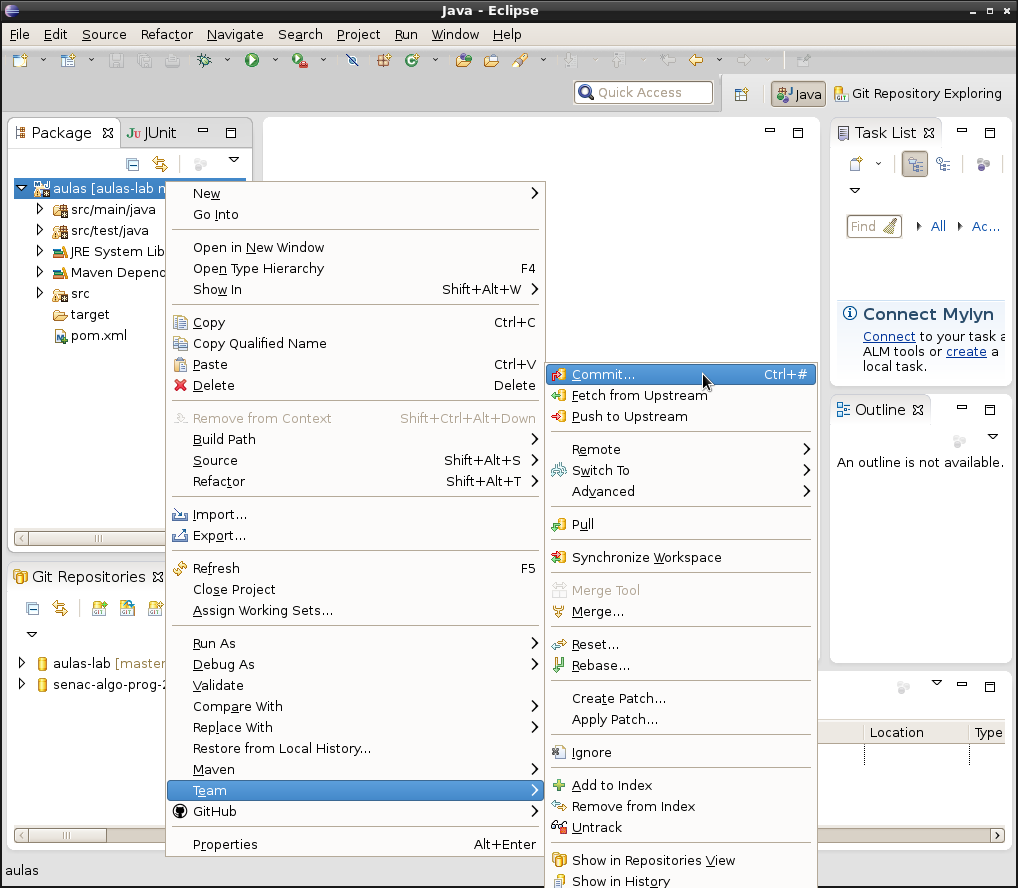 Java - Eclipse
File Edit Source Refactor Navigate Search Project Run Window Help
Quick Access
Java
Git Repository Exploring
Package
JUnit
aulas [aulas-lab
src/main/java
src/test/java
JRE System Lib
Maven Depend
src
target
pom.xml
Git Repositories
aulas-lab [master
senac-algo-prog-2
New
Go Into
Open in New Window
Open Type Hierarchy F4
Show In Shift+Alt+W
Copy Ctrl+C
Copy Qualified Name
Paste Ctrl+V
Delete Delete
Remove from Context Shift+Ctrl+Alt+Down
Build Path
Source Shift+Alt+S
Refactor Shift+Alt+T
Import...
Export...
Refresh F5
Close Project
Assign Working Sets...
Run As
Debug As
Validate
Compare With
Replace With
Restore from Local History...
Maven
Team
GitHub
Properties Alt+Enter
Commit... Ctrl+#
Fetch from Upstream
Push to Upstream
Remote
Switch To
Advanced
Pull
Synchronize Workspace
Merge Tool
Merge...
Reset...
Rebase...
Create Patch...
Apply Patch...
Ignore
Add to Index
Remove from Index
Untrack
Show in Repositories View
Show in History
Task List
Find
All
Ac...
Connect Mylyn
Connect to your task a
ALM tools or create a
local task.
Outline
An outline is not available.
Location Type
aulas